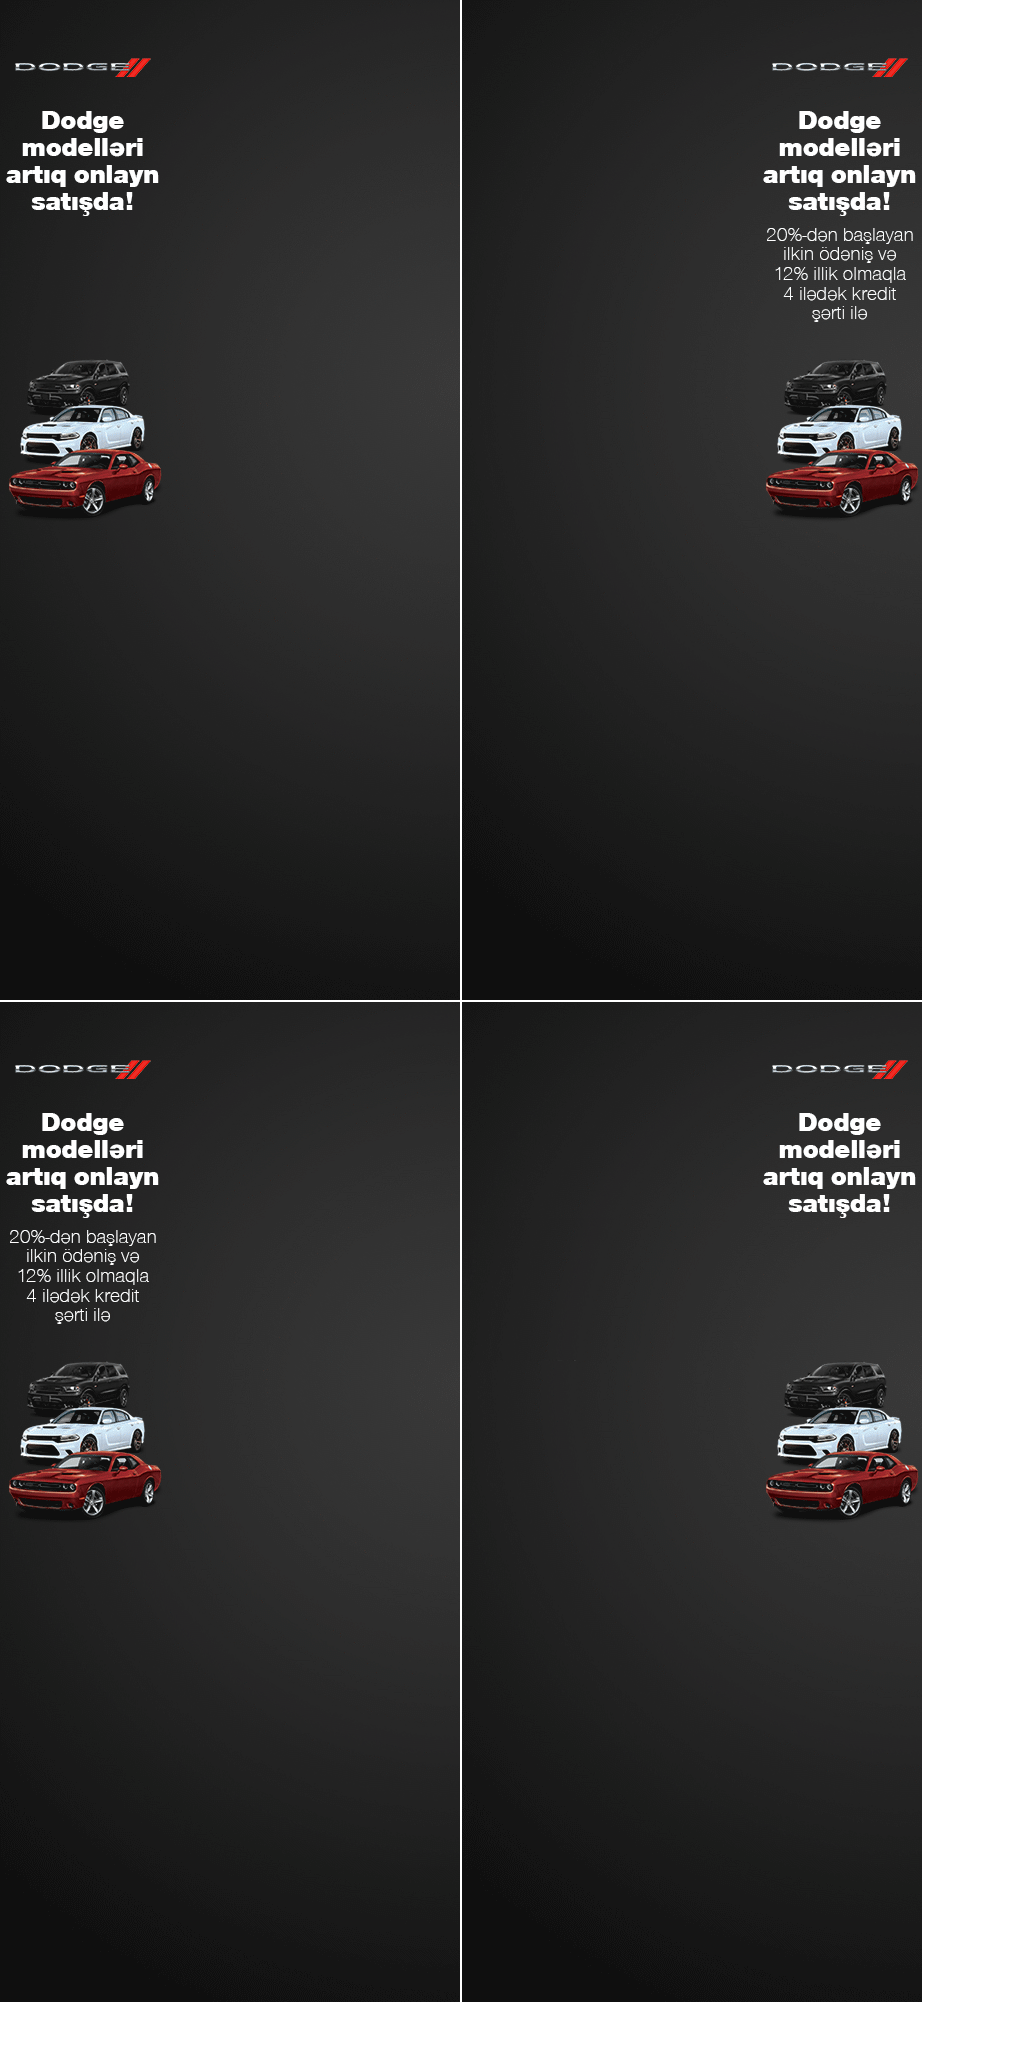 DODGE
Dodge
modelləri
artıq onlayn
satışda!
DODGE
Dodge
modelləri
artıq onlayn
satışda!
20%-dən başlayan
ilkin ödəniş və
12% illik olmaqla
4 ilədək kredit
şərti ilə
DODGE
Dodge
modelləri
artıq onlayn
satışda!
20%-dən başlayan
ilkin ödəniş və
12% illik olmaqla
4 ilədək kredit
şərti ilə
DODGE
Dodge
modelləri
artıq onlayn
satışda!